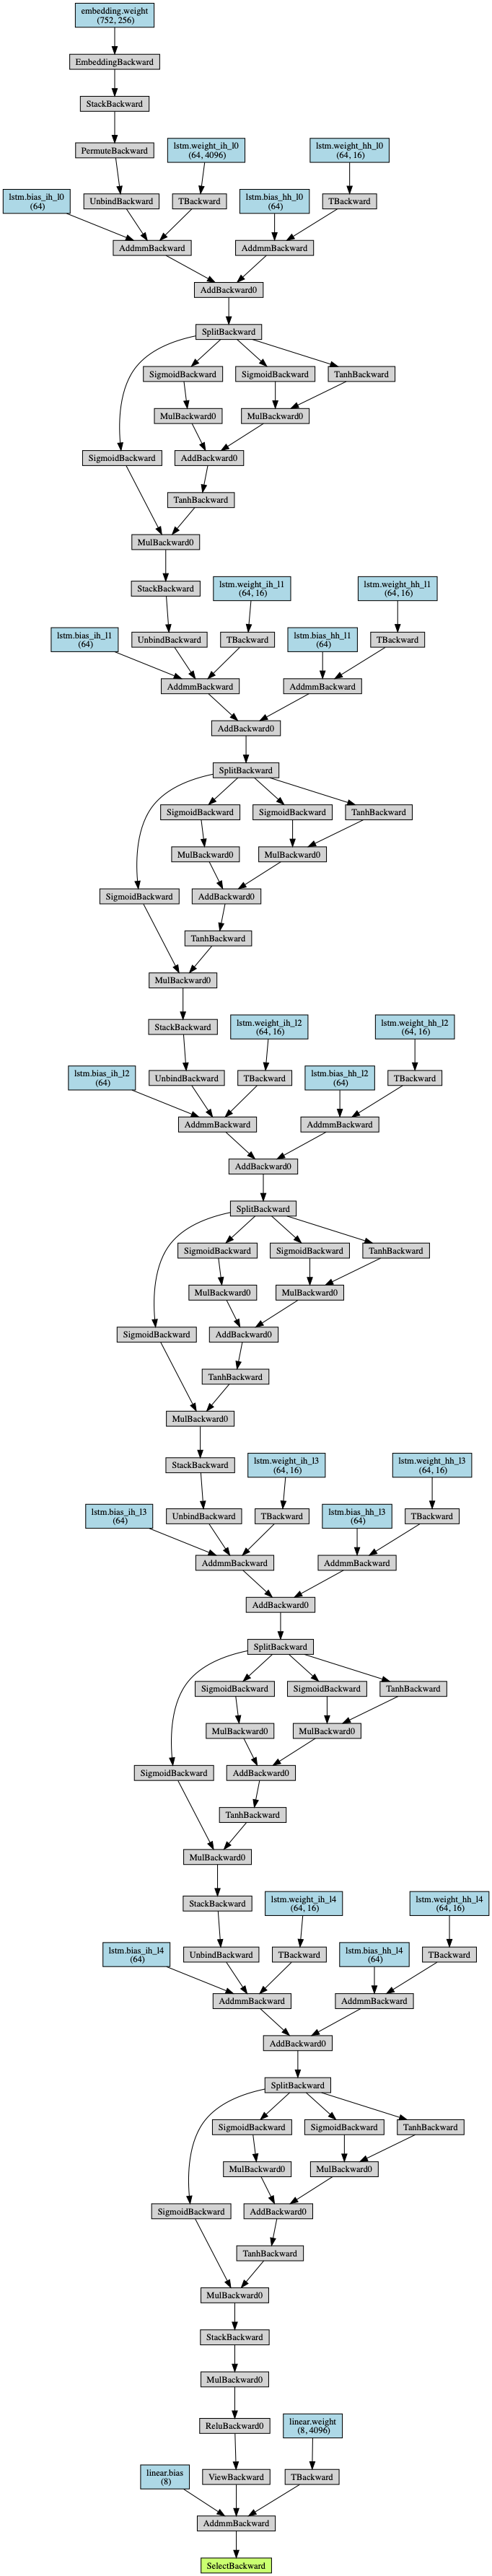 embedding.weight
(752, 256)
EmbeddingBackward
StackBackward
PermuteBackward
lstm.weight_ih_l0
(64, 4096)
lstm.weight_hh_l0
(64, 16)
lstm.bias_ih_l0
(64)
UnbindBackward
TBackward
lstm.bias_hh_l0
(64)
TBackward
AddmmBackward
AddmmBackward
AddBackward0
SplitBackward
SigmoidBackward
SigmoidBackward
TanhBackward
MulBackward0
MulBackward0
SigmoidBackward
AddBackward0
TanhBackward
MulBackward0
StackBackward
lstm.weight_ih_l1
(64, 16)
lstm.weight_hh_l1
(64, 16)
lstm.bias_ih_l1
(64)
UnbindBackward
TBackward
lstm.bias_hh_l1
(64)
TBackward
AddmmBackward
AddmmBackward
AddBackward0
SplitBackward
SigmoidBackward
SigmoidBackward
TanhBackward
MulBackward0
MulBackward0
SigmoidBackward
AddBackward0
TanhBackward
MulBackward0
StackBackward
lstm.weight_ih_l2
(64, 16)
lstm.weight_hh_l2
(64, 16)
lstm.bias_ih_l2
(64)
UnbindBackward
TBackward
lstm.bias_hh_l2
(64)
TBackward
AddmmBackward
AddmmBackward
AddBackward0
SplitBackward
SigmoidBackward
SigmoidBackward
TanhBackward
MulBackward0
MulBackward0
SigmoidBackward
AddBackward0
TanhBackward
MulBackward0
StackBackward
lstm.weight_ih_l3
(64, 16)
lstm.weight_hh_l3
(64, 16)
lstm.bias_ih_l3
(64)
UnbindBackward
TBackward
lstm.bias_hh_l3
(64)
TBackward
AddmmBackward
AddmmBackward
AddBackward0
SplitBackward
SigmoidBackward
SigmoidBackward
TanhBackward
MulBackward0
MulBackward0
SigmoidBackward
AddBackward0
TanhBackward
MulBackward0
StackBackward
lstm.weight_ih_l4
(64, 16)
lstm.weight_hh_l4
(64, 16)
lstm.bias_ih_l4
(64)
UnbindBackward
TBackward
lstm.bias_hh_l4
(64)
TBackward
AddmmBackward
AddmmBackward
AddBackward0
SplitBackward
SigmoidBackward
SigmoidBackward
TanhBackward
MulBackward0
MulBackward0
SigmoidBackward
AddBackward0
TanhBackward
MulBackward0
StackBackward
MulBackward0
ReluBackward0
linear.weight
(8, 4096)
linear.bias
(8)
ViewBackward
TBackward
AddmmBackward
SelectBackward